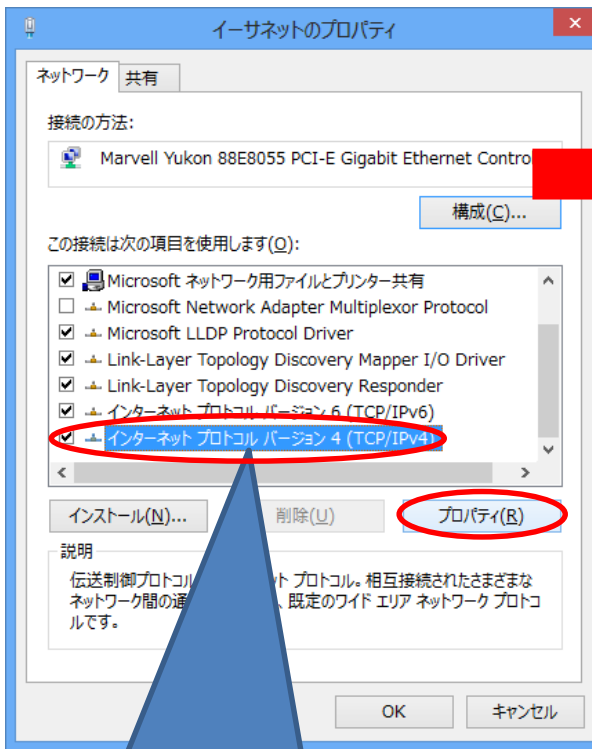 イーサネットのプロパティ
ネットワーク 共有
接続の方法:
Marvell Yukon 88E8055 PCI-E Gigabit Ethernet
構成(C)...
この接続は次の項目を使用します(O):
Microsoft ネットワーク用ファイルとプリンター共有
Microsoft Network Adapter Multiplexor Protocol
Microsoft LLDP Protocol Driver
Link-Layer Topology Discovery Mapper I/O Driver
Link-Layer Topology Discovery Responder
インターネット プロトコル バージョン 6 (TCP/IPv6)
インターネット プロトコル バージョン 4 (TCP/IPv4)
インストール(N)... 削除(U) プロパティ(R)
説明
伝送制御プロトコル ット プロトコル。相互接続されたさまざまな
ネットワーク間の通 、既定のワイド エリア ネットワーク プロトコ
ルです。
OK キャンセル